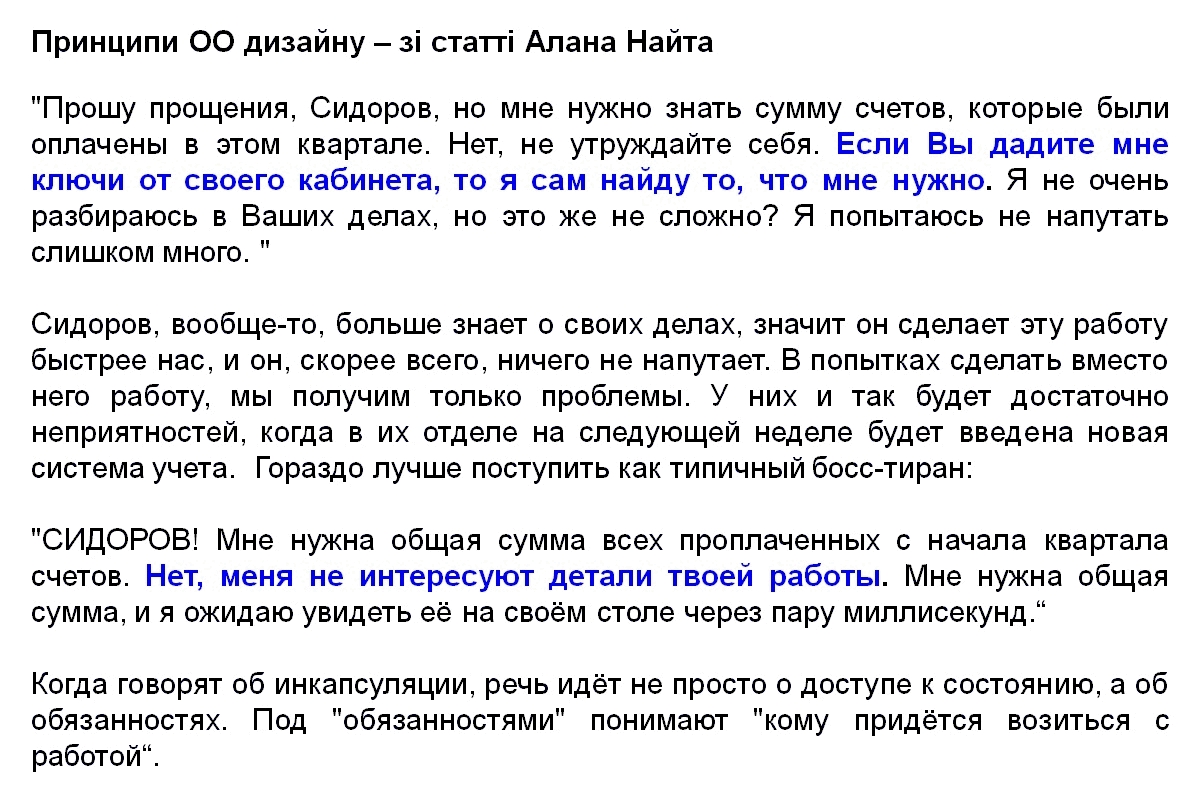 Принципи ОО дизайну – зі статті Алана Найта
"Прошу прощения, Сидоров, но мне нужно знать сумму счетов, которые были
оплачены в этом квартале. Нет, не утруждайте себя. Если Вы дадите мне
ключи от своего кабинета, то я сам найду то, что мне нужно. Я не очень
разбираюсь в Ваших делах, но это же не сложно? Я попытаюсь не напутать
слишком много. "
Сидоров, вообще-то, больше знает о своих делах, значит он сделает эту работу
быстрее нас, и он, скорее всего, ничего не напутает. В попытках сделать вместо
него работу, мы получим только проблемы. У них и так будет достаточно
неприятностей, когда в их отделе на следующей неделе будет введена новая
система учета.  Гораздо лучше поступить как типичный босс-тиран:
"СИДОРОВ! Мне нужна общая сумма всех проплаченных с начала квартала
счетов. Нет, меня не интересуют детали твоей работы. Мне нужна общая
сумма, и я ожидаю увидеть её на своём столе через пару миллисекунд.“
Когда говорят об инкапсуляции, речь идёт не просто о доступе к состоянию, а об
обязанностях. Под "обязанностями" понимают "кому придётся возиться с
работой“.